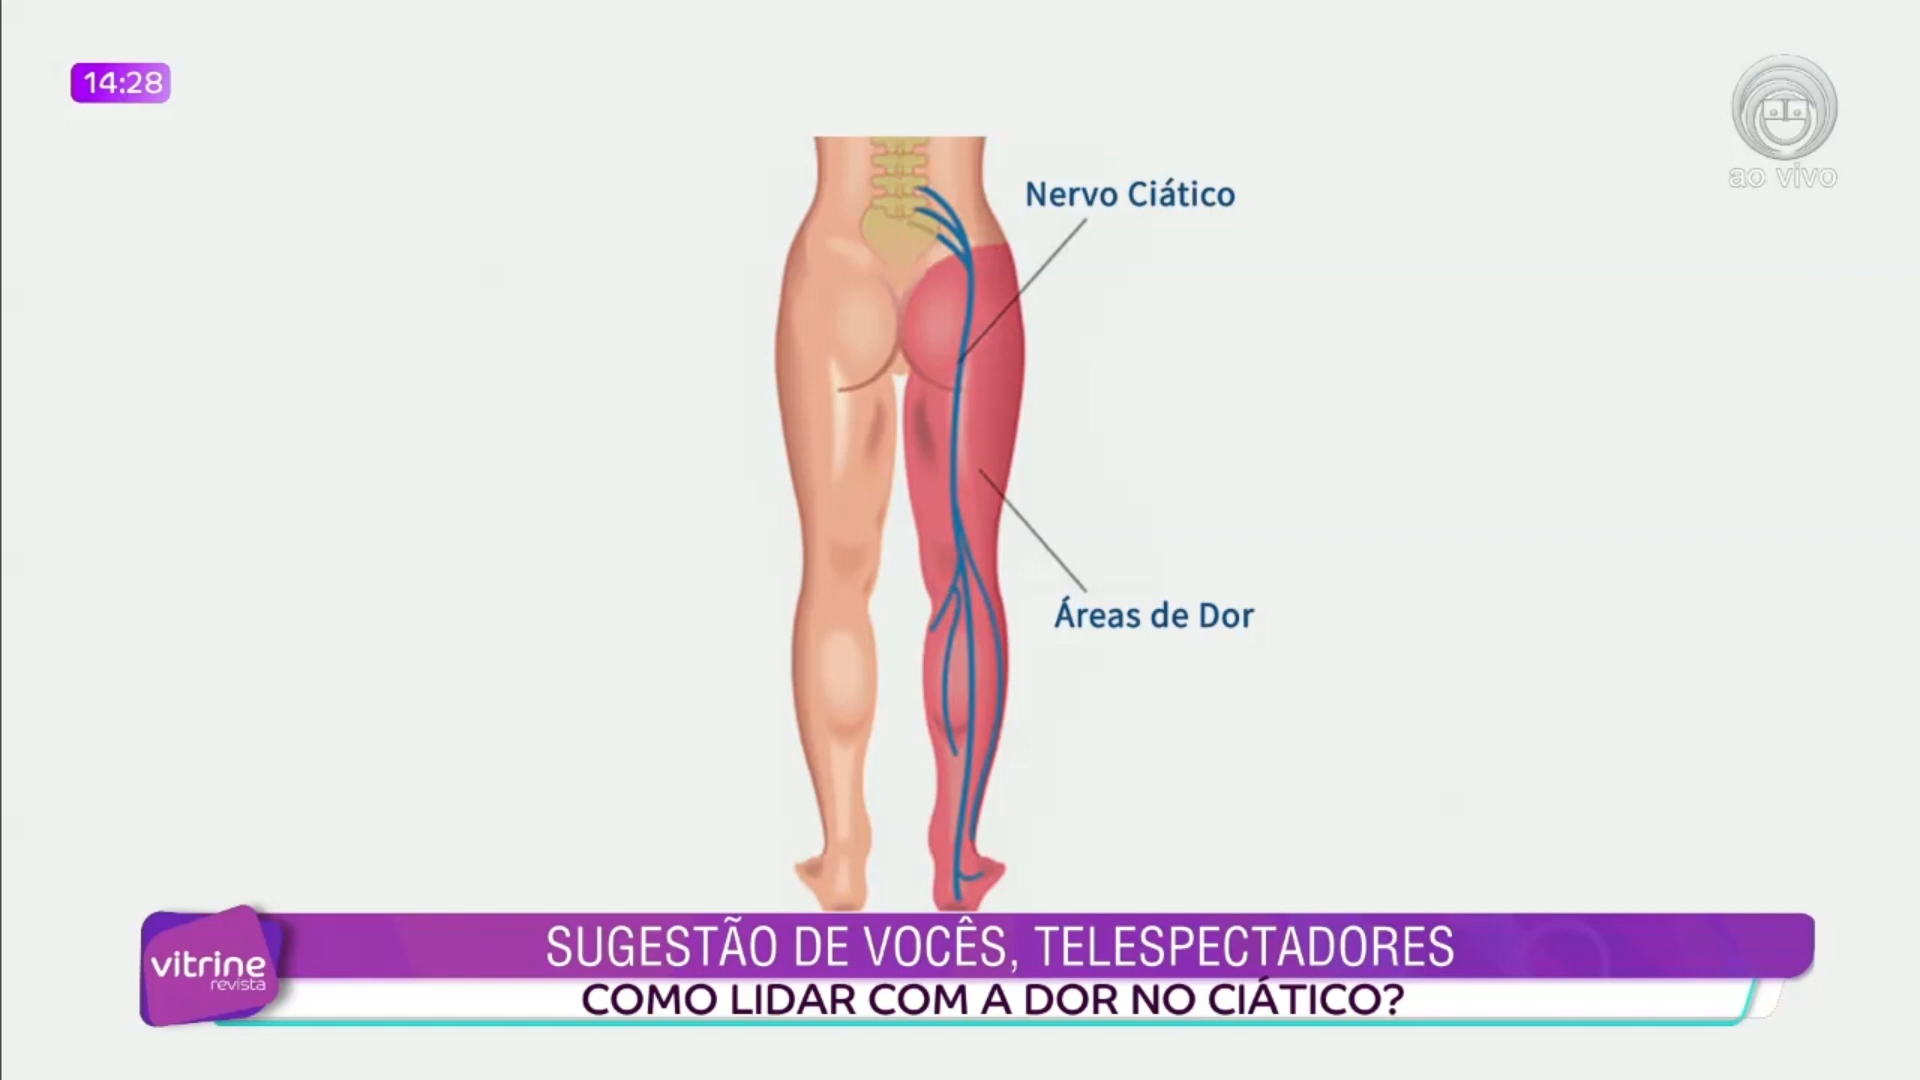 14:28
ao vivo
Nervo Ciático
Áreas de Dor
SUGESTÃO DE VOCÊS, TELESPECTADORES
vitrine
revista
COMO LIDAR COM A DOR NO CIÁTICO?